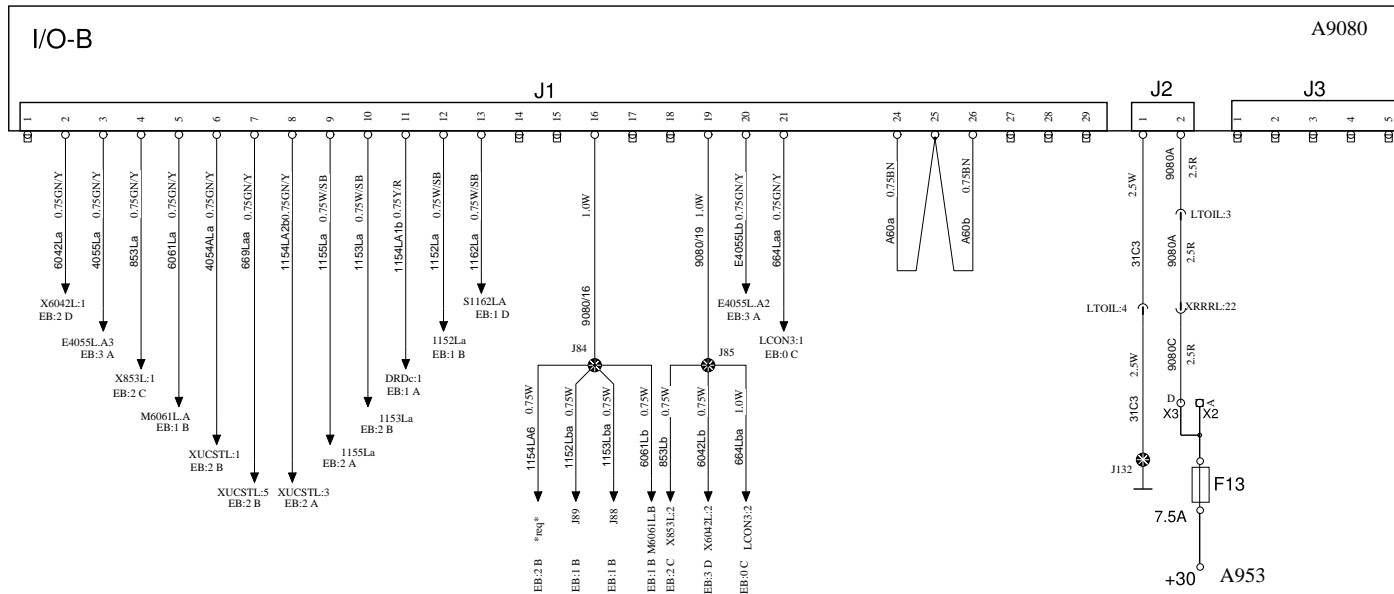 I/O-B
A9080
J1
J2
J3
1 2 3 4 5 6 7 8 9 10 11 12 13 14 15 16 17 18 19 20 21 24 25 26 27 28 29
1 2
1 2 3 4 5
6042La 0.75GN/Y
4055La 0.75GN/Y
853La 0.75GN/Y
6061La 0.75GN/Y
4054ALa 0.75GN/Y
669Laa 0.75GN/Y
1154LA2b0.75GN/Y
1155La 0.75W/SB
1153La 0.75W/SB
1154LA1b 0.75Y/R
1152La 0.75W/SB
1162La 0.75W/SB
9080/16 1.0W
9080/19 1.0W
E4055Lb 0.75GN/Y
664Laa 0.75GN/Y
A60a 0.75BN
A60b 0.75BN
31C3 2.5W
9080A 2.5R
LTOIL:3
9080A 2.5R
X6042L:1
EB:2 D
E4055L.A3
EB:3 A
X853L:1
EB:2 C
M6061L.A
EB:1 B
XUCSTL:1
EB:2 B
XUCSTL:5
EB:2 B
XUCSTL:3
EB:2 A
1155La
EB:2 A
1153La
EB:2 B
DRDc:1
EB:1 A
1152La
EB:1 B
S1162LA
EB:1 D
E4055L.A2
EB:3 A
LCON3:1
EB:0 C
LTOIL:4
XRRRL:22
J84
J85
1154LA6 0.75W
1152Lba 0.75W
1153Lba 0.75W
6061Lb 0.75W
853Lb 0.75W
6042Lb 0.75W
664Lba 1.0W
31C3 2.5W
9080C 2.5R
D
A
X3
X2
J132
F13
7.5A
+30
A953
EB:2 B *req*
EB:1 B J89
EB:1 B J88
EB:1 B M6061L.B
EB:2 C X853L:2
EB:3 D X6042L:2
EB:0 C LCON3:2